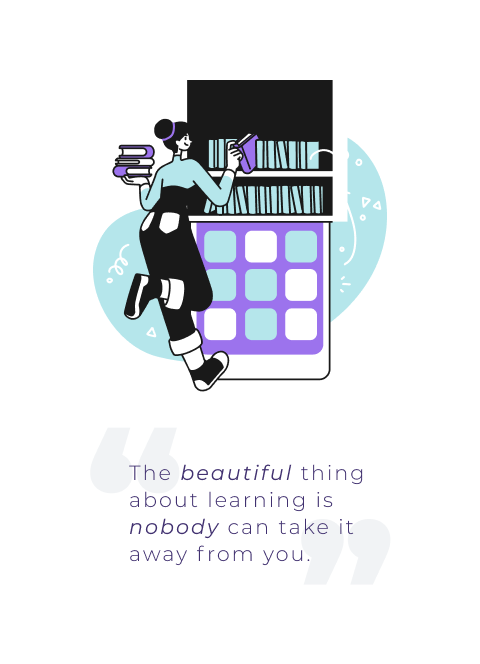 The beautiful thing
about learning is
nobody can take it
away from you.